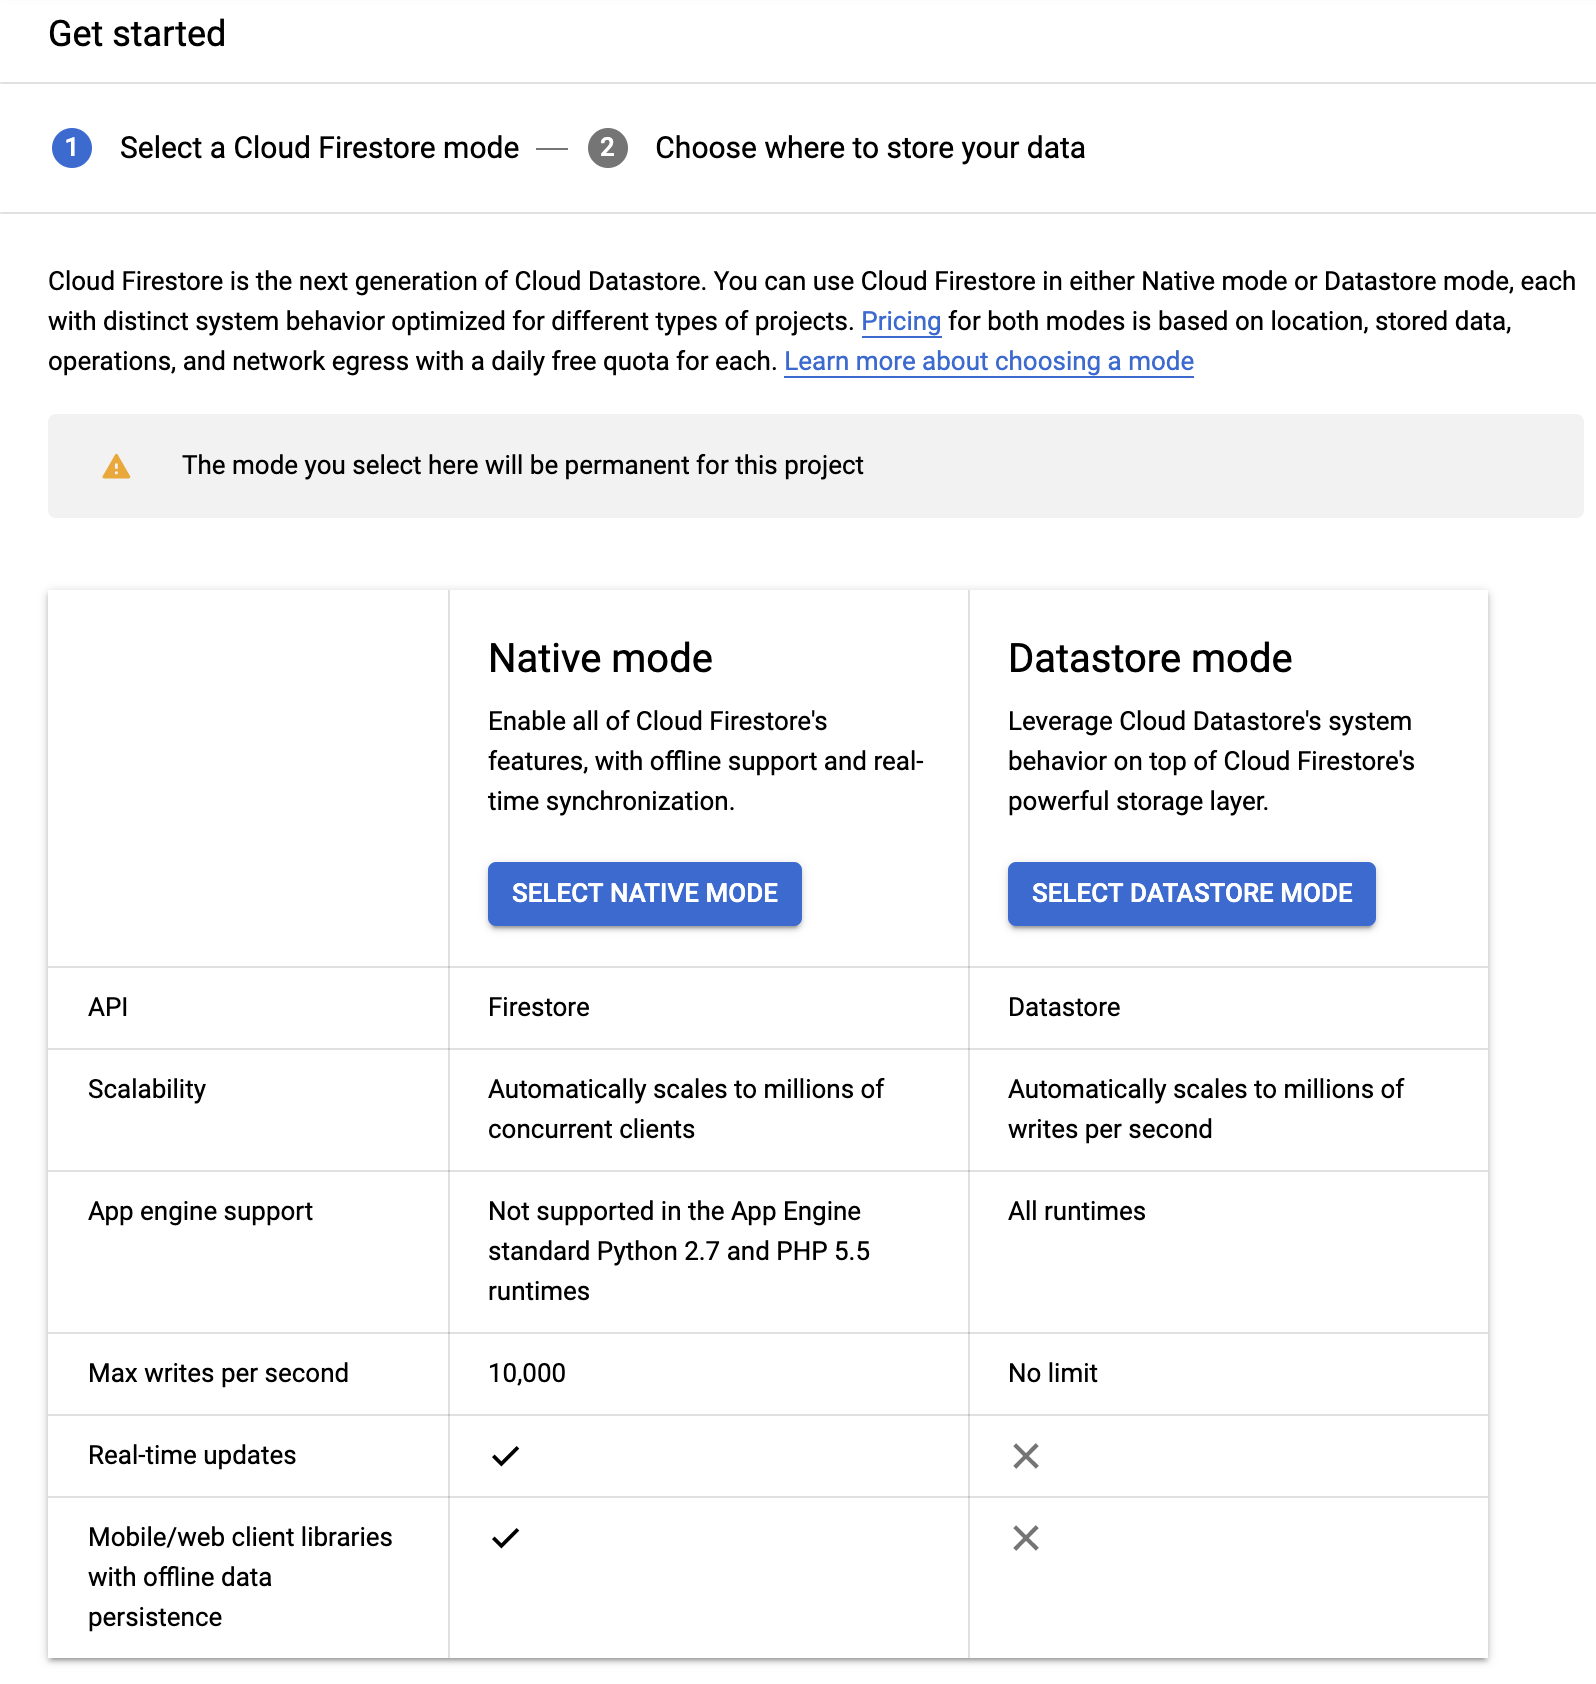 Get started
1 Select a Cloud Firestore mode — 2 Choose where to store your data
Cloud Firestore is the next generation of Cloud Datastore. You can use Cloud Firestore in either Native mode or Datastore mode, each
with distinct system behavior optimized for different types of projects. Pricing for both modes is based on location, stored data,
operations, and network egress with a daily free quota for each. Learn more about choosing a mode
The mode you select here will be permanent for this project
Native mode
Enable all of Cloud Firestore's
features, with offline support and real-
time synchronization.
SELECT NATIVE MODE
Datastore mode
Leverage Cloud Datastore's system
behavior on top of Cloud Firestore's
powerful storage layer.
SELECT DATASTORE MODE
API
Firestore
Datastore
Scalability
Automatically scales to millions of
concurrent clients
Automatically scales to millions of
writes per second
App engine support
Not supported in the App Engine
standard Python 2.7 and PHP 5.5
runtimes
All runtimes
Max writes per second
10,000
No limit
Real-time updates
Mobile/web client libraries
with offline data
persistence